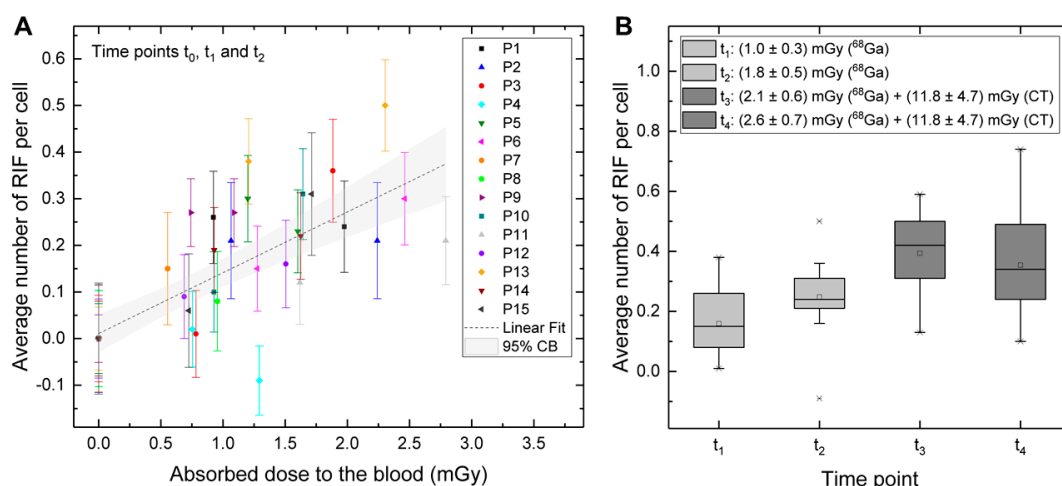 A
Time points t₀, t₁ and t₂
Average number of RIF per cell
0.6
0.5
0.4
0.3
0.2
0.1
0.0
-0.1
0.0
0.5
1.0
1.5
2.0
2.5
3.0
3.5
Absorbed dose to the blood (mGy)
P1
P2
P3
P4
P5
P6
P7
P8
P9
P10
P11
P12
P13
P14
P15
Linear Fit
95% CB
B
t₁: (1.0 ± 0.3) mGy (⁶⁸Ga)
t₂: (1.8 ± 0.5) mGy (⁶⁸Ga)
t₃: (2.1 ± 0.6) mGy (⁶⁸Ga) + (11.8 ± 4.7) mGy (CT)
t₄: (2.6 ± 0.7) mGy (⁶⁸Ga) + (11.8 ± 4.7) mGy (CT)
Average number of RIF per cell
1.0
0.8
0.6
0.4
0.2
0.0
t₁
t₂
t₃
t₄
Time point